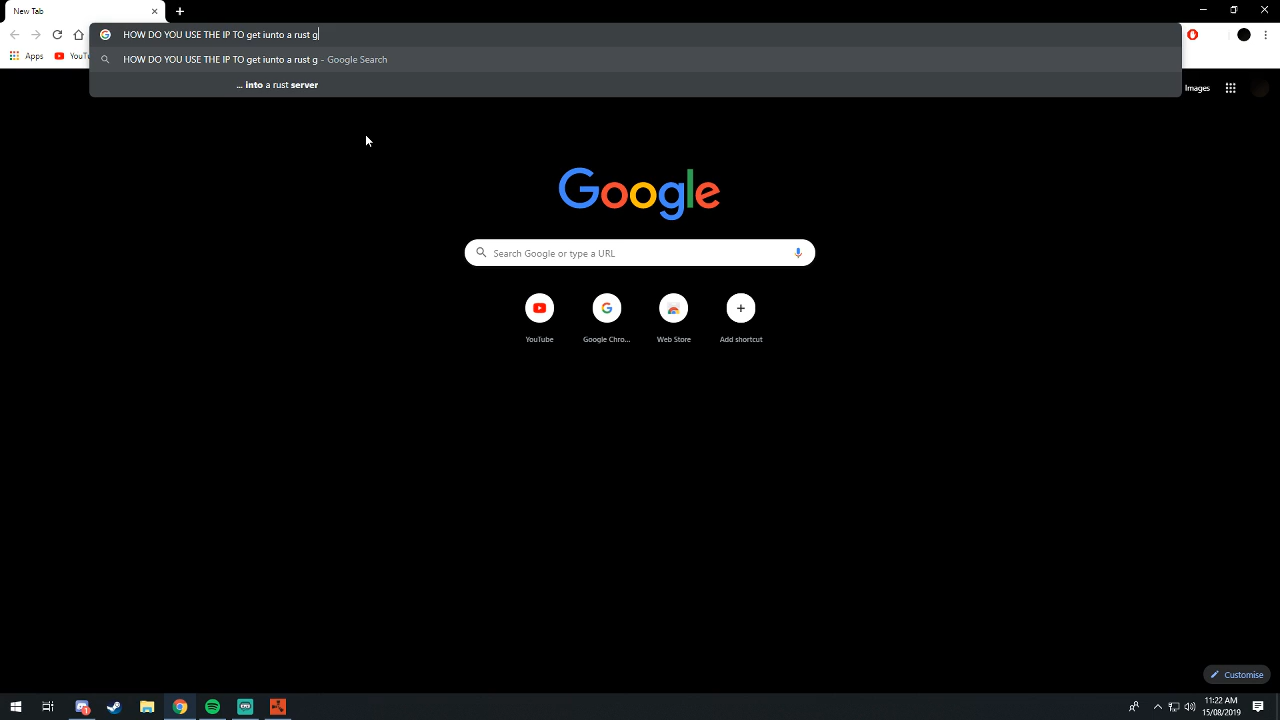 New Tab
HOW DO YOU USE THE IP TO get iunto a rust g
HOW DO YOU USE THE IP TO get iunto a rust g - Google Search
Apps
YouT
... into a rust server
Images
Google
Search Google or type a URL
YouTube
Google Chro...
Web Store
Add shortcut
Customise
11:22 AM
15/08/2019